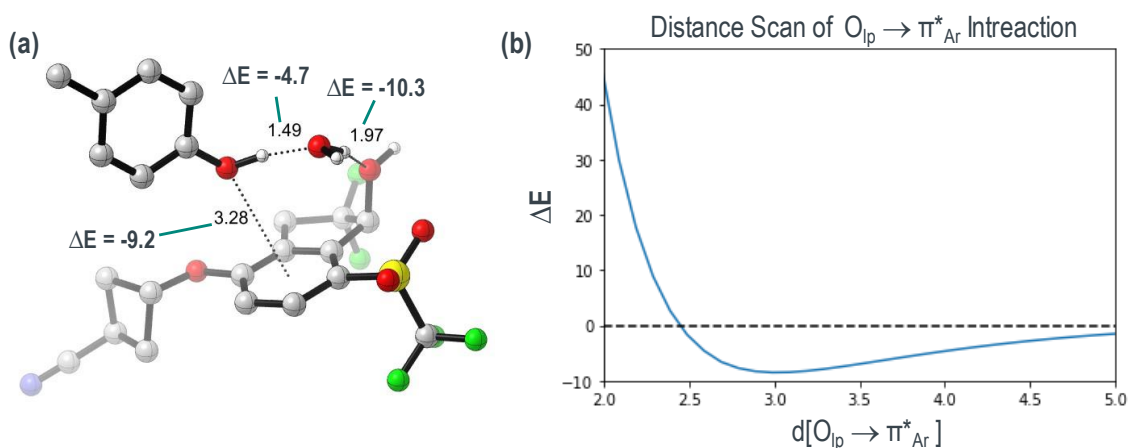 (a)
ΔE = -4.7
ΔE = -10.3
1.49
1.97
3.28
ΔE = -9.2
(b)
Distance Scan of O_lp → π*_Ar Intreaction
50
40
30
20
10
0
−10
ΔE
2.0 2.5 3.0 3.5 4.0 4.5 5.0
d[O_lp → π*_Ar ]